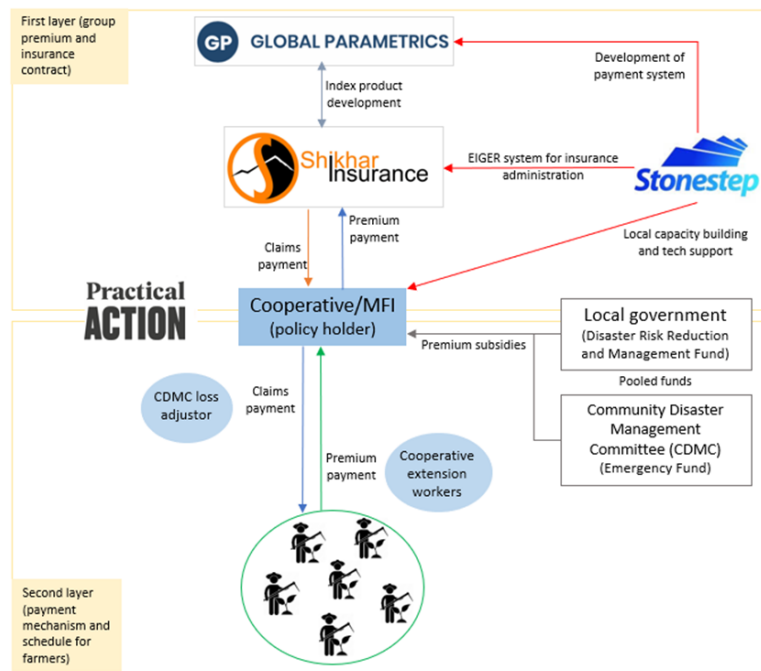 First layer (group
premium and
insurance
contract)
GP GLOBAL PARAMETRICS
Development of
payment system
Index product
development
Shikhar
Insurance
EIGER system for insurance
administration
Stonestep
Premium
payment
Claims
payment
Local capacity building
and tech support
Practical
ACTION
Cooperative/MFI
(policy holder)
Local government
(Disaster Risk Reduction
and Management Fund)
Premium subsidies
Pooled funds
CDMC loss
adjustor
Claims
payment
Community Disaster
Management
Committee (CDMC)
(Emergency Fund)
Premium
payment
Cooperative
extension
workers
Second layer
(payment
mechanism and
schedule for
farmers)